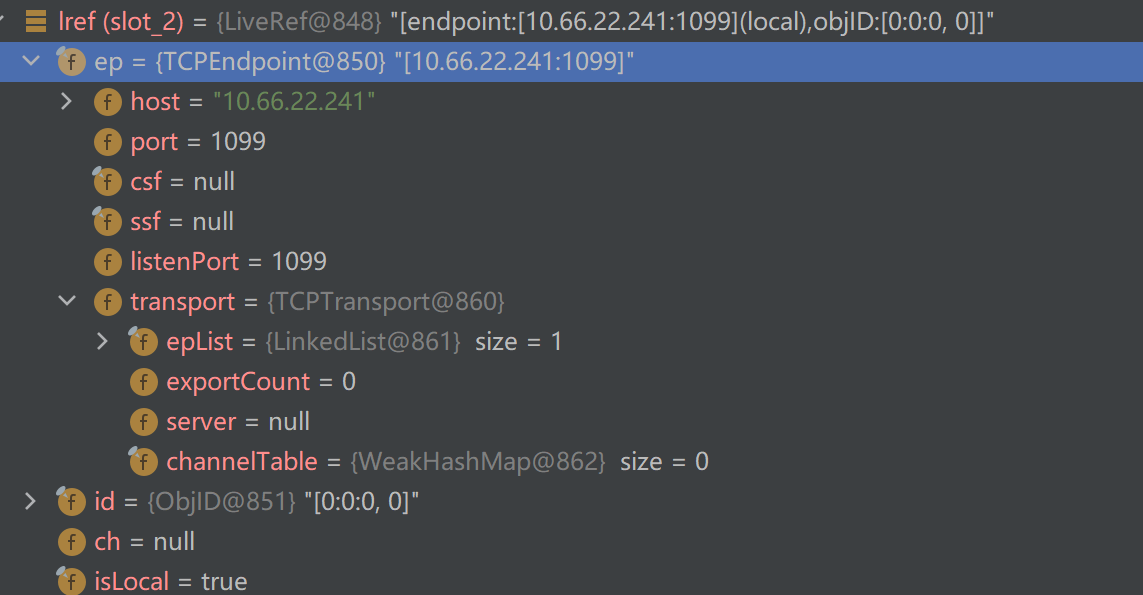 lref (slot_2) = {LiveRef@848} "[endpoint:[10.66.22.241:1099](local),objID:[0:0:0, 0]]"
f ep = {TCPEndpoint@850} "[10.66.22.241:1099]"
f host = "10.66.22.241"
f port = 1099
f csf = null
f ssf = null
f listenPort = 1099
f transport = {TCPTransport@860}
f epList = {LinkedList@861} size = 1
f exportCount = 0
f server = null
f channelTable = {WeakHashMap@862} size = 0
f id = {ObjID@851} "[0:0:0, 0]"
f ch = null
f isLocal = true